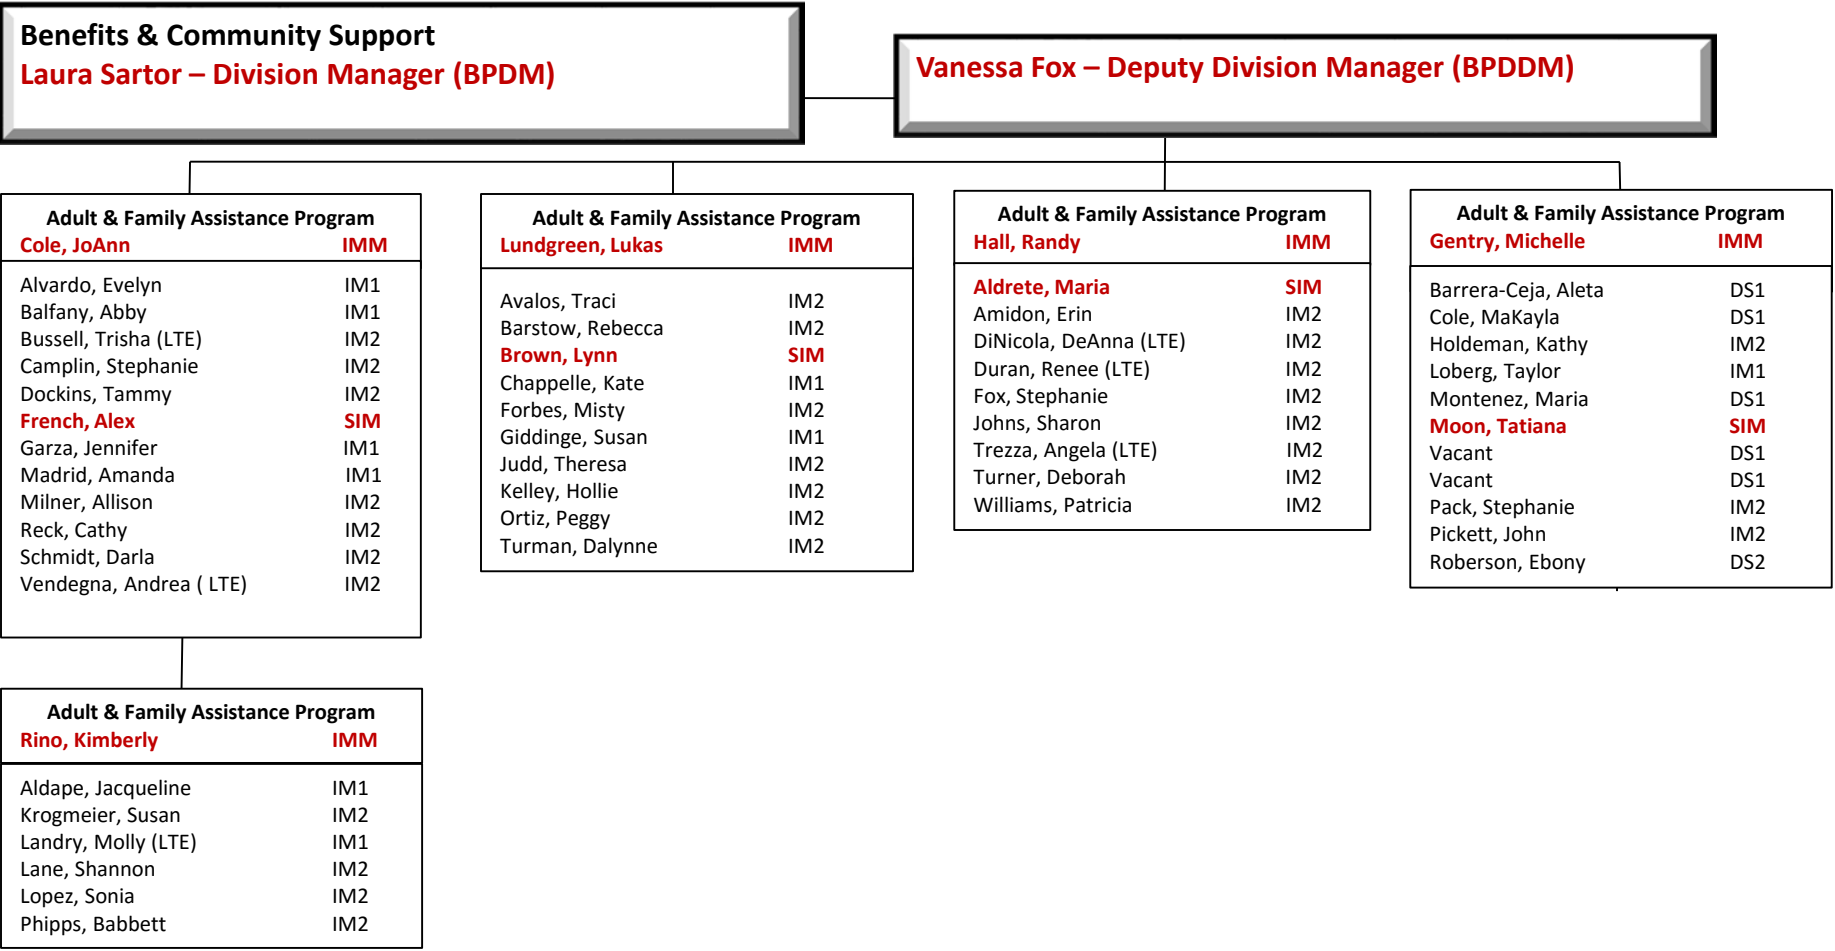 Benefits & Community Support
Laura Sartor – Division Manager (BPDM)
Vanessa Fox – Deputy Division Manager (BPDDM)
Adult & Family Assistance Program
Cole, JoAnn IMM
Alvardo, Evelyn IM1
Balfany, Abby IM1
Bussell, Trisha (LTE) IM2
Camplin, Stephanie IM2
Dockins, Tammy IM2
French, Alex SIM
Garza, Jennifer IM1
Madrid, Amanda IM1
Milner, Allison IM2
Reck, Cathy IM2
Schmidt, Darla IM2
Vendegna, Andrea ( LTE) IM2
Adult & Family Assistance Program
Lundgreen, Lukas IMM
Avalos, Traci IM2
Barstow, Rebecca IM2
Brown, Lynn SIM
Chappelle, Kate IM1
Forbes, Misty IM2
Giddinge, Susan IM1
Judd, Theresa IM2
Kelley, Hollie IM2
Ortiz, Peggy IM2
Turman, Dalynne IM2
Adult & Family Assistance Program
Hall, Randy IMM
Aldrete, Maria SIM
Amidon, Erin IM2
DiNicola, DeAnna (LTE) IM2
Duran, Renee (LTE) IM2
Fox, Stephanie IM2
Johns, Sharon IM2
Trezza, Angela (LTE) IM2
Turner, Deborah IM2
Williams, Patricia IM2
Adult & Family Assistance Program
Gentry, Michelle IMM
Barrera-Ceja, Aleta DS1
Cole, MaKayla DS1
Holdeman, Kathy IM2
Loberg, Taylor IM1
Montenez, Maria DS1
Moon, Tatiana SIM
Vacant DS1
Vacant DS1
Pack, Stephanie IM2
Pickett, John IM2
Roberson, Ebony DS2
Adult & Family Assistance Program
Rino, Kimberly IMM
Aldape, Jacqueline IM1
Krogmeier, Susan IM2
Landry, Molly (LTE) IM1
Lane, Shannon IM2
Lopez, Sonia IM2
Phipps, Babbett IM2